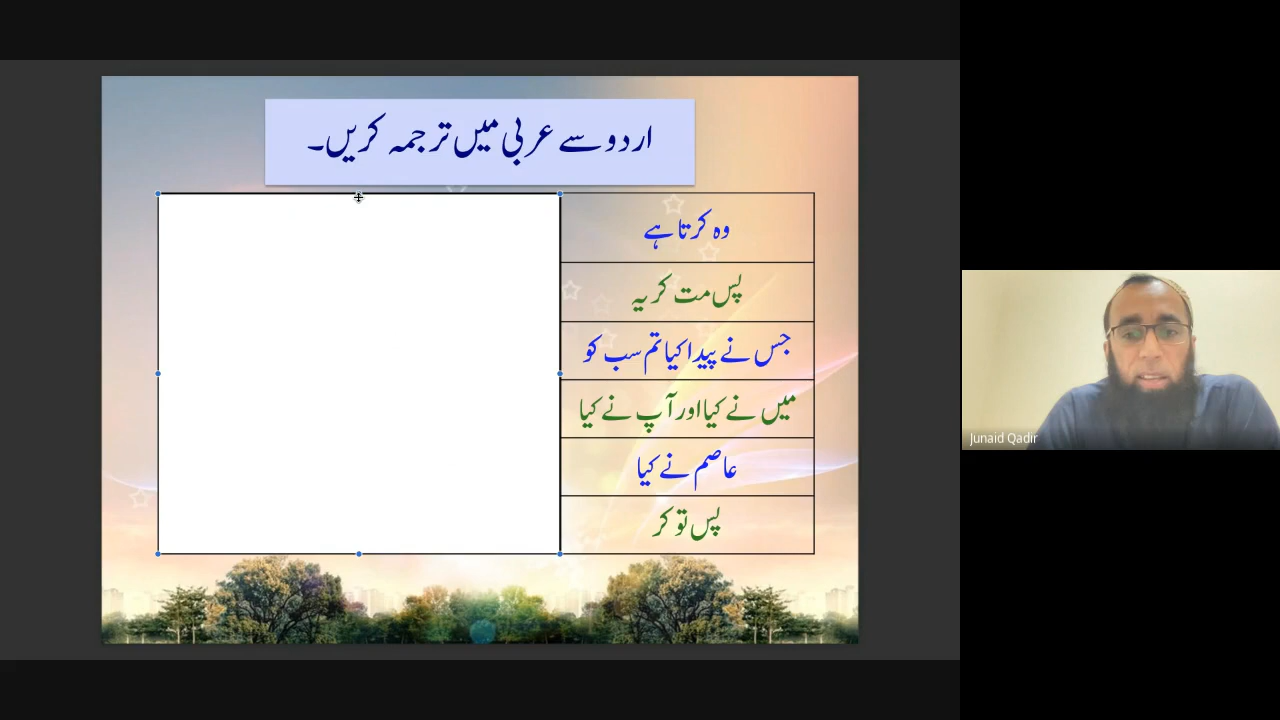 اردو سے عربی میں ترجمہ کریں۔
وہ کرتا ہے
پس مت کر یہ
جس نے پیدا کیا تم سب کو
میں نے کیا اور آپ نے کیا
عاصم نے کیا
پس تو کر
Junaid Qadir